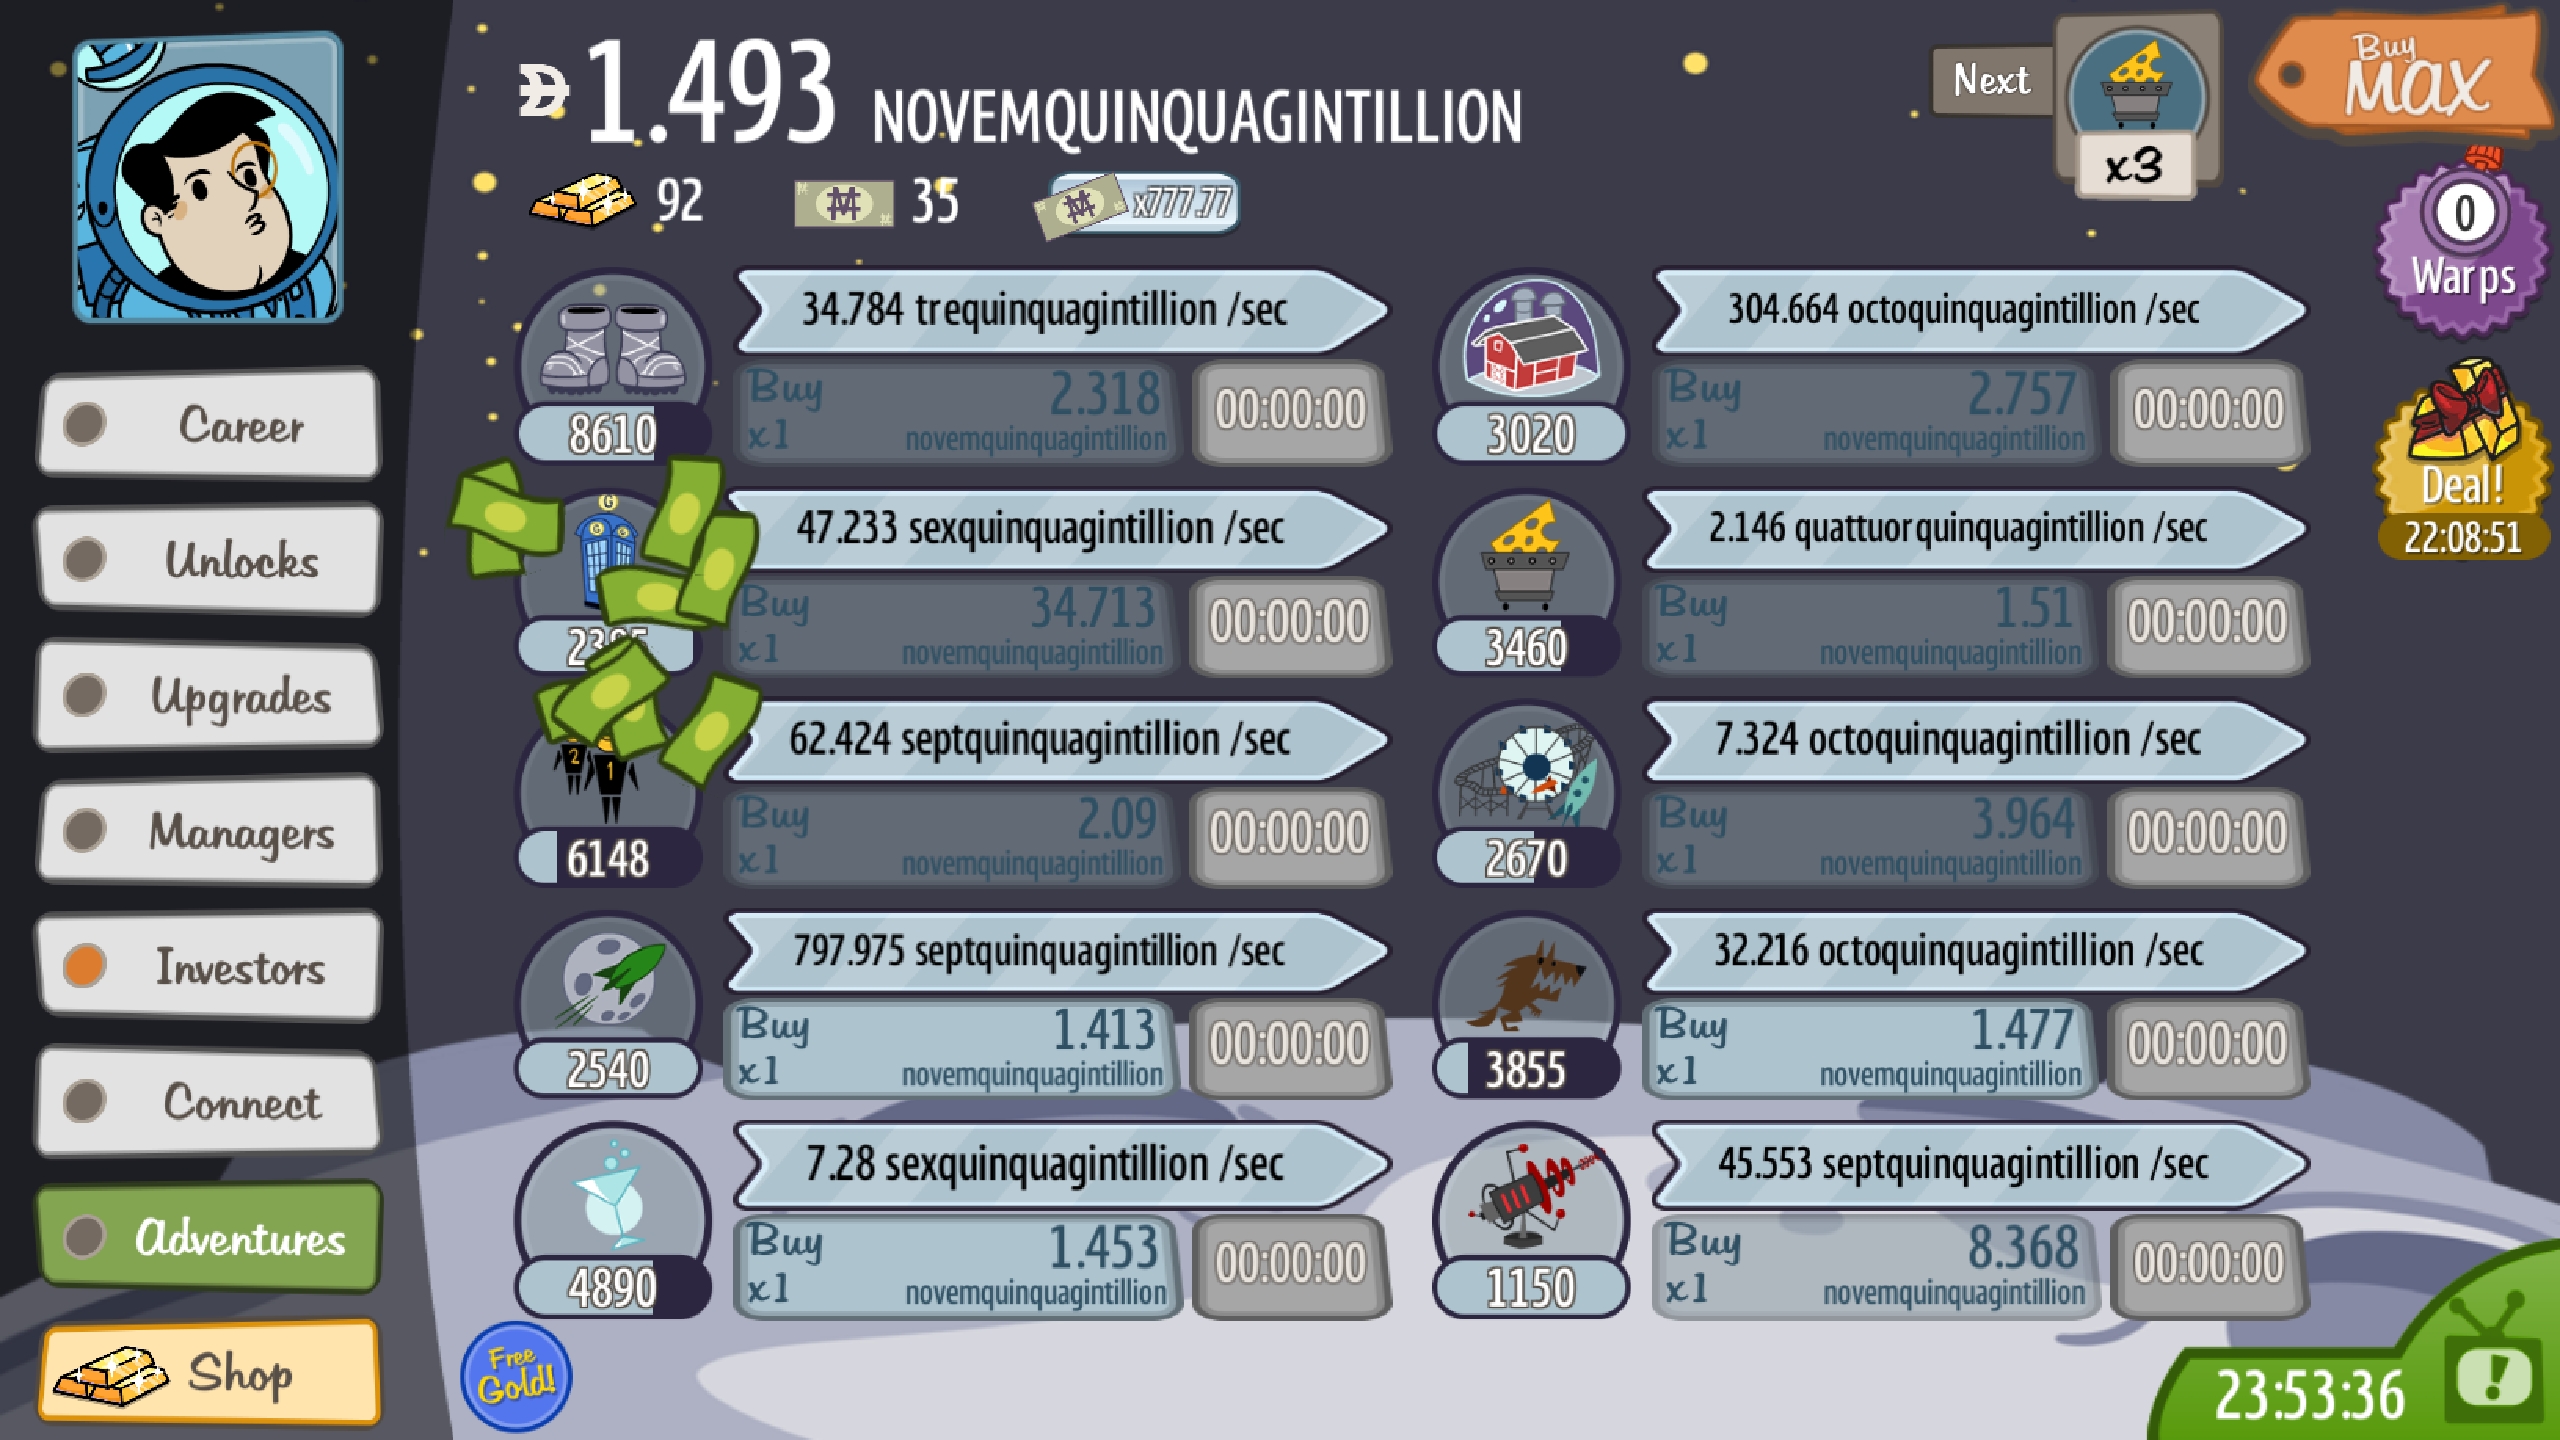 1.493 NOVEMQUINQUAGINTILLION
92 35 x777.77
Next
x3
Buy
MAX
0
Warps
Deal!
22:08:51
Career
Unlocks
Upgrades
Managers
Investors
Connect
Adventures
Shop
34.784 trequinquagintillion /sec
Buy 2.318
x1 novemquinquagintillion
00:00:00
8610
47.233 sexquinquagintillion /sec
Buy 34.713
x1 novemquinquagintillion
00:00:00
62.424 septquinquagintillion /sec
2 1
Buy 2.09
x1 novemquinquagintillion
00:00:00
6148
797.975 septquinquagintillion /sec
Buy 1.413
x1 novemquinquagintillion
00:00:00
2540
7.28 sexquinquagintillion /sec
Buy 1.453
x1 novemquinquagintillion
00:00:00
4890
304.664 octoquinquagintillion /sec
Buy 2.757
x1 novemquinquagintillion
00:00:00
3020
2.146 quattuorquinquagintillion /sec
Buy 1.51
x1 novemquinquagintillion
00:00:00
3460
7.324 octoquinquagintillion /sec
Buy 3.964
x1 novemquinquagintillion
00:00:00
2670
32.216 octoquinquagintillion /sec
Buy 1.477
x1 novemquinquagintillion
00:00:00
3855
45.553 septquinquagintillion /sec
Buy 8.368
x1 novemquinquagintillion
00:00:00
1150
Free
Gold!
23:53:36
!